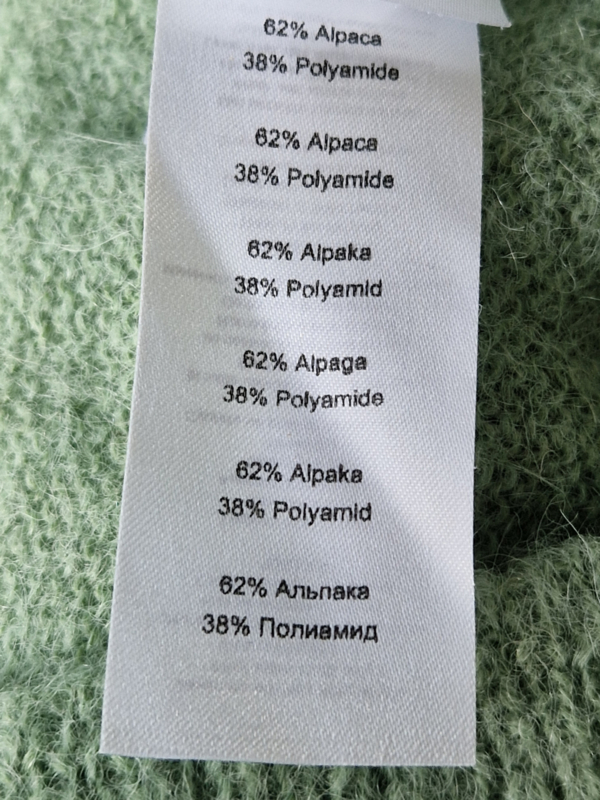 62% Alpaca
38% Polyamide
62% Alpaca
38% Polyamide
62% Alpaka
38% Polyamid
62% Alpaga
38% Polyamide
62% Alpaka
38% Polyamid
62% Альпака
38% Полиамид